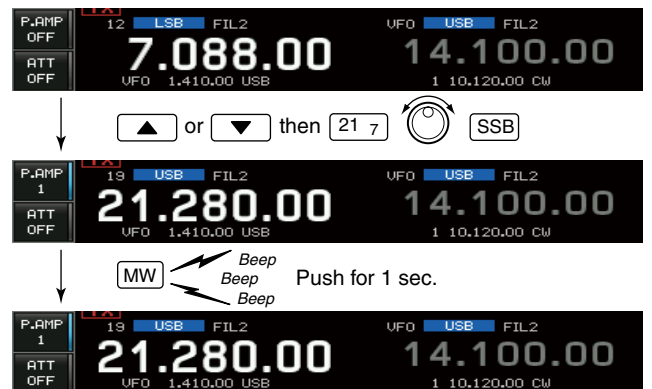 P.AMP OFF
ATT OFF
TX
12 LSB FIL2 VFO USB FIL2
7.088.00 14.100.00
VFO 1.410.00 USB 1 10.120.00 CW
▲ or ▼ then 21 7 SSB
P.AMP 1
ATT OFF
TX
19 USB FIL2 VFO USB FIL2
21.280.00 14.100.00
VFO 1.410.00 USB 1 10.120.00 CW
MW Beep Beep Beep Push for 1 sec.
P.AMP 1
ATT OFF
TX
19 USB FIL2 VFO USB FIL2
21.280.00 14.100.00
VFO 1.410.00 USB 1 10.120.00 CW